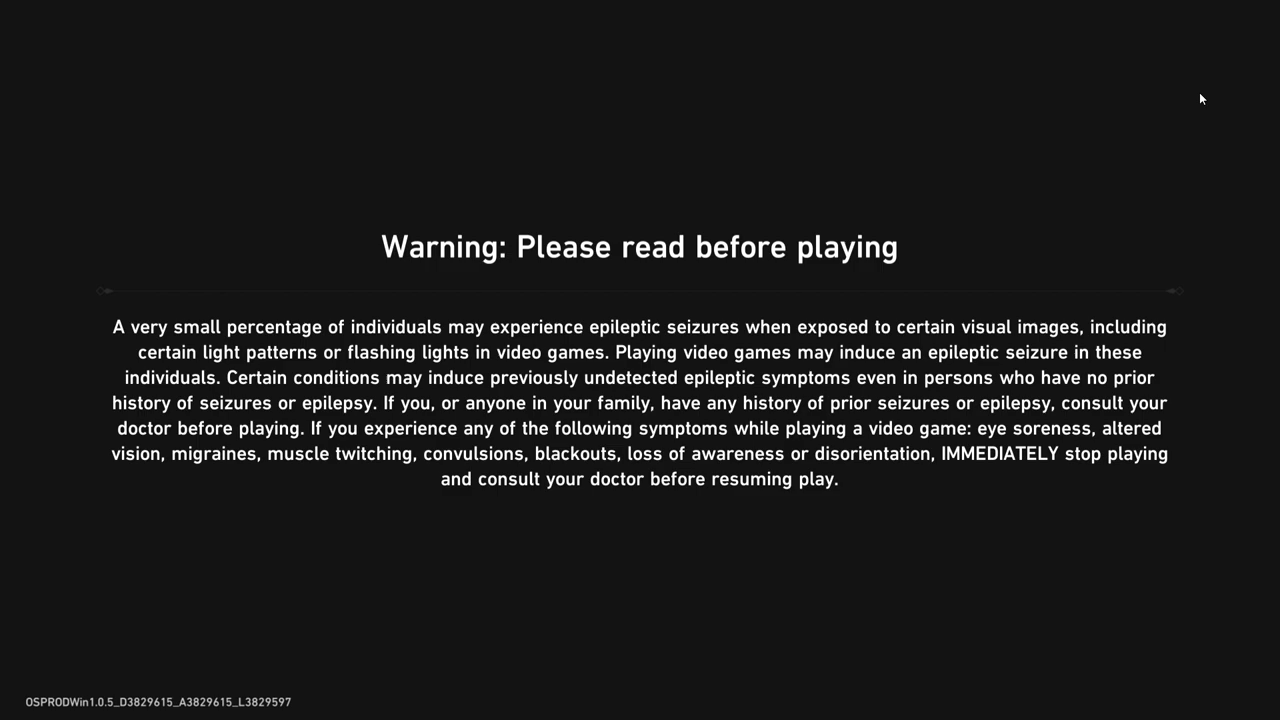 Warning: Please read before playing
A very small percentage of individuals may experience epileptic seizures when exposed to certain visual images, including
certain light patterns or flashing lights in video games. Playing video games may induce an epileptic seizure in these
individuals. Certain conditions may induce previously undetected epileptic symptoms even in persons who have no prior
history of seizures or epilepsy. If you, or anyone in your family, have any history of prior seizures or epilepsy, consult your
doctor before playing. If you experience any of the following symptoms while playing a video game: eye soreness, altered
vision, migraines, muscle twitching, convulsions, blackouts, loss of awareness or disorientation, IMMEDIATELY stop playing
and consult your doctor before resuming play.
OSPRODWin1.0.5_D3829615_A3829615_L3829597